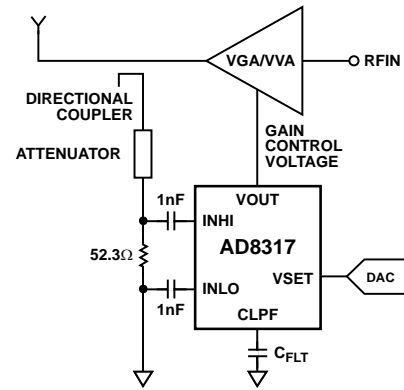 VGA/VVA
RFIN
DIRECTIONAL
COUPLER
ATTENUATOR
GAIN
CONTROL
VOLTAGE
1nF
VOUT
INHI
AD8317
52.3Ω
VSET
DAC
INLO
1nF
CLPF
CFLT